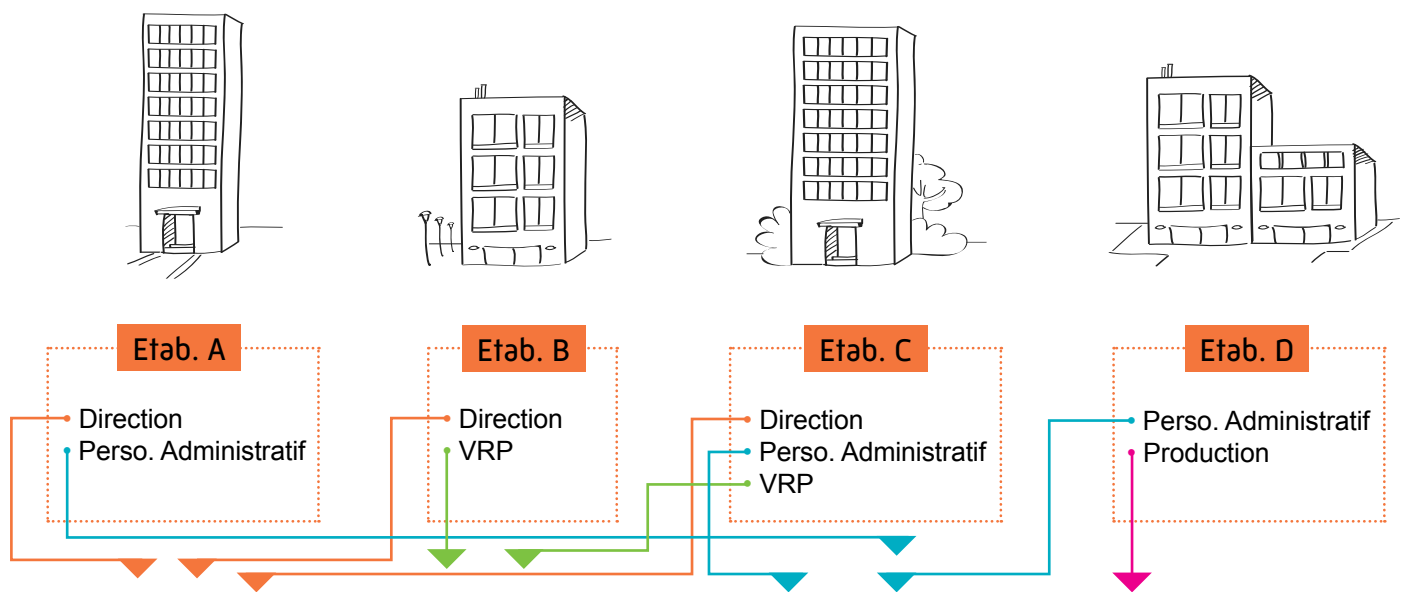 Etab. A
Direction
Perso. Administratif
Etab. B
Direction
VRP
Etab. C
Direction
Perso. Administratif
VRP
Etab. D
Perso. Administratif
Production